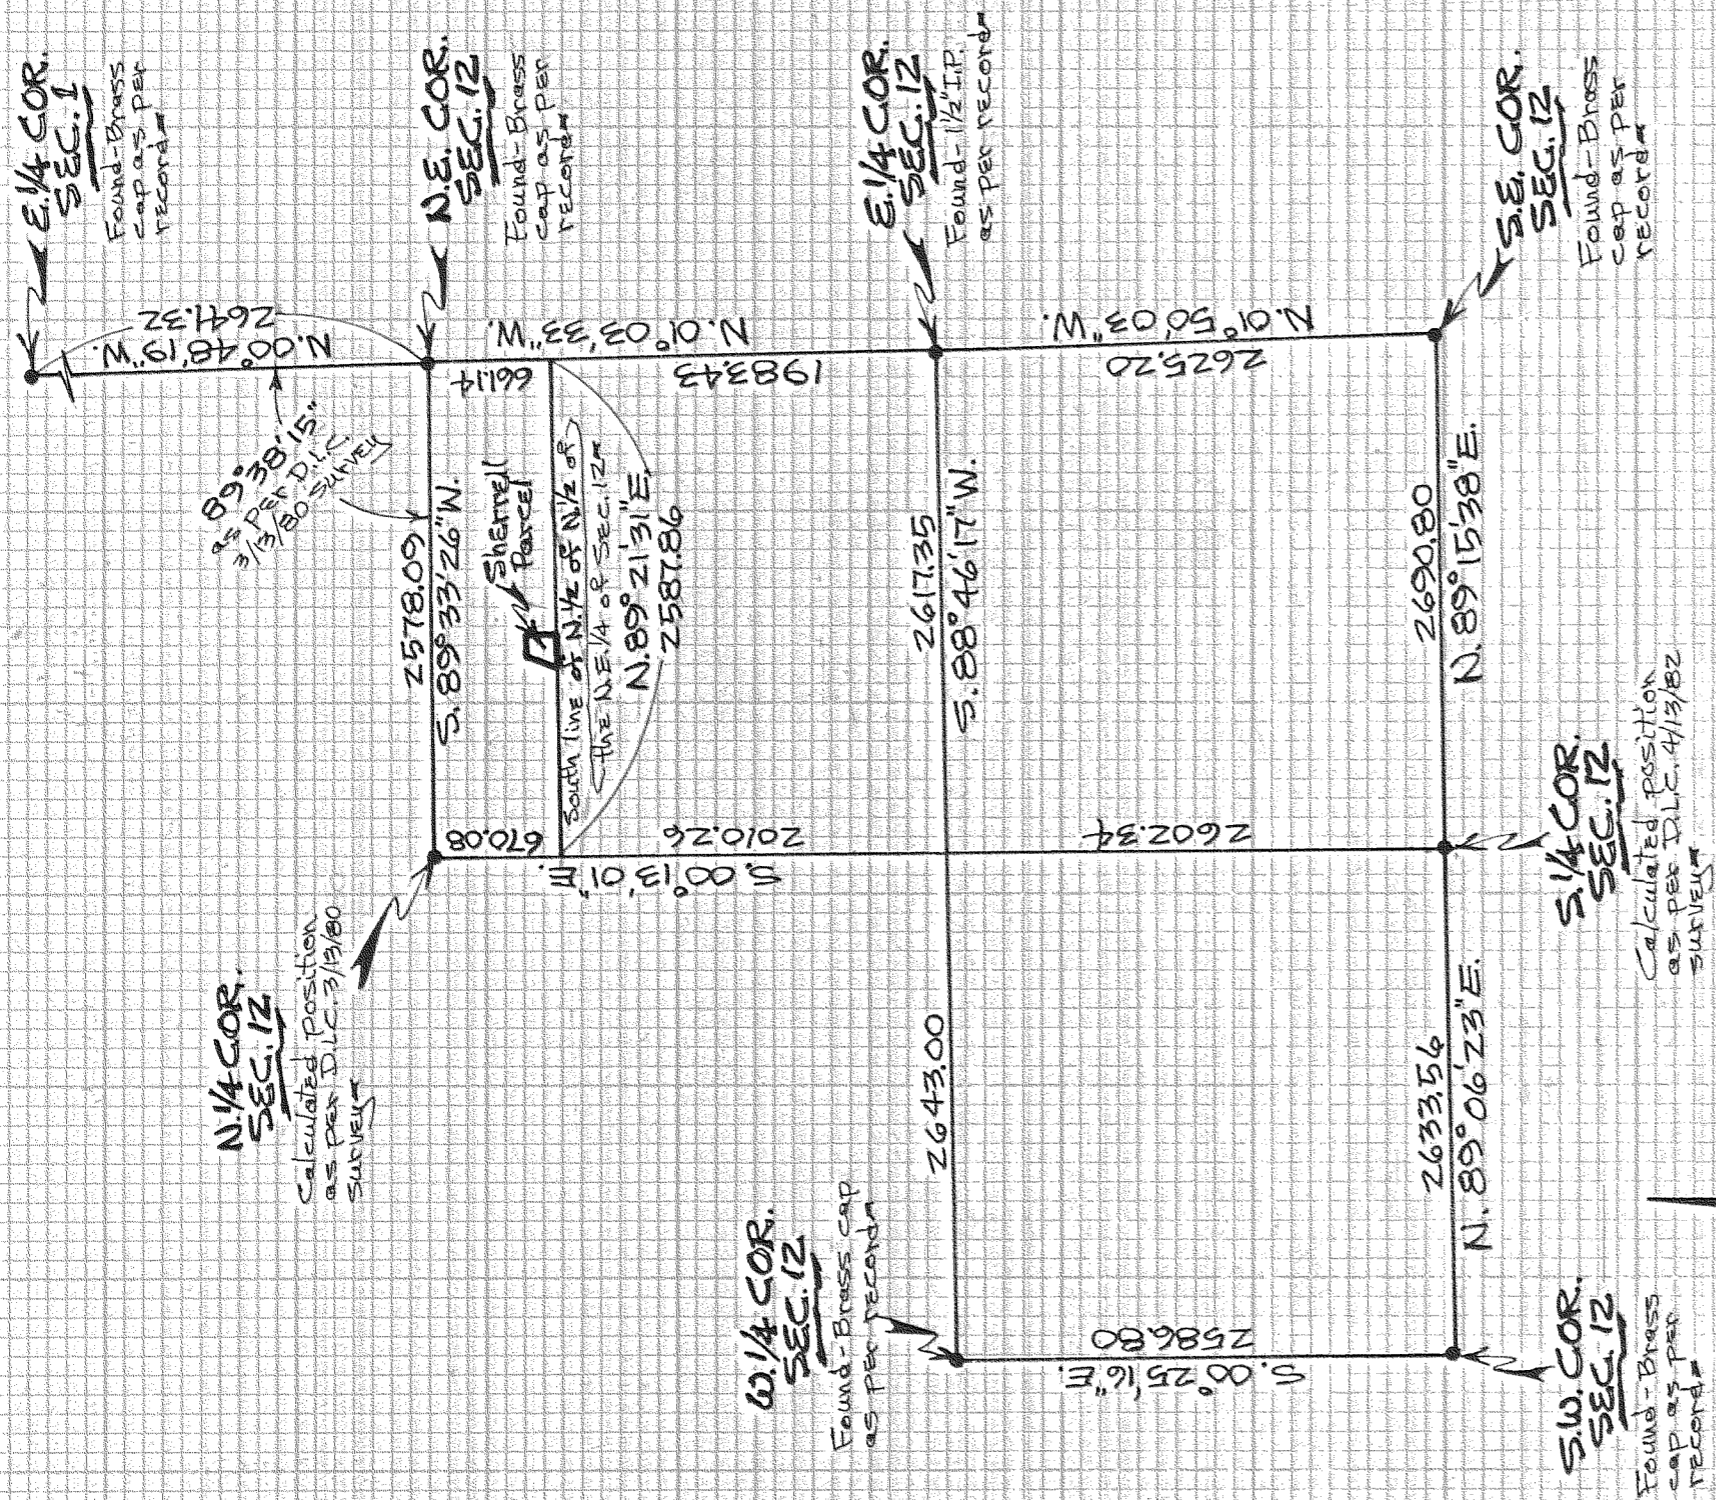 E.1/4 COR.
SEC. 1
Found-Brass
cap as per
record
N.E. COR.
SEC. 12
Found-Brass
cap as per
record
E.1/4 COR.
SEC. 12
Found-1½" I.P.
as per record
S.E. COR.
SEC. 12
Found-Brass
cap as per
record
2641.32
N.00°48'19"W.
89°38'15"
as per D.L.C.
3/13/80 survey
N.01°03'33"W.
661.14
1983.43
N.01°50'03"W.
2625.20
2578.09
S.89°33'26"W.
Sherrell
Parcel
South line of N.1/2 of N.1/2 of
the N.E.1/4 of Sec. 12
N.89°21'31"E.
2587.86
2617.35
S.88°46'17"W.
2690.80
N.89°15'38"E.
670.08
2010.26
S.00°13'01"E.
2602.34
N.1/4 COR.
SEC. 12
Calculated position
as per D.L.C. 3/13/80
survey
S.1/4 COR.
SEC. 12
Calculated position
as per D.L.C. 4/13/82
survey
2643.00
2633.56
N.89°06'23"E.
W.1/4 COR.
SEC. 12
Found-Brass cap
as per record
2586.80
S.00°25'16"E.
S.W. COR.
SEC. 12
Found-Brass
cap as per
record